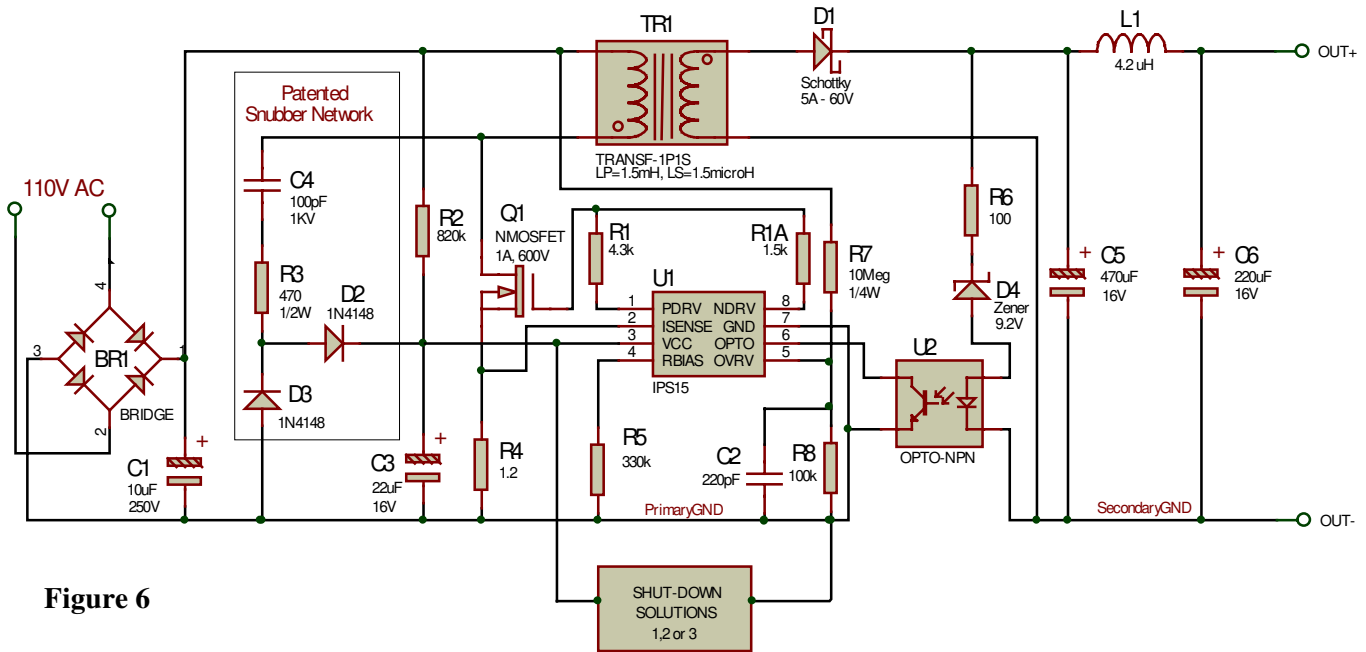 TR1
D1
L1
OUT+
4.2 uH
Schottky
5A - 60V
Patented
Snubber Network
TRANSF-1P1S
LP=1.5mH, LS=1.5microH
110V AC
C4
100pF
1KV
R2
820k
Q1
NMOSFET
1A, 600V
R1
4.3k
R1A
1.5k
R7
10Meg
1/4W
R6
100
C5
470uF
16V
C6
220uF
16V
R3
470
1/2W
D2
1N4148
U1
1 PDRV NDRV 8
2 ISENSE GND 7
3 VCC OPTO 6
4 RBIAS OVRV 5
IPS15
D4
Zener
9.2V
U2
OPTO-NPN
4
3 BR1 1
2
BRIDGE
D3
1N4148
C1
10uF
250V
C3
22uF
16V
R4
1.2
R5
330k
C2
220pF
R8
100k
PrimaryGND
SecondaryGND
OUT-
SHUT-DOWN
SOLUTIONS
1,2 or 3
Figure 6
+
+
+
+